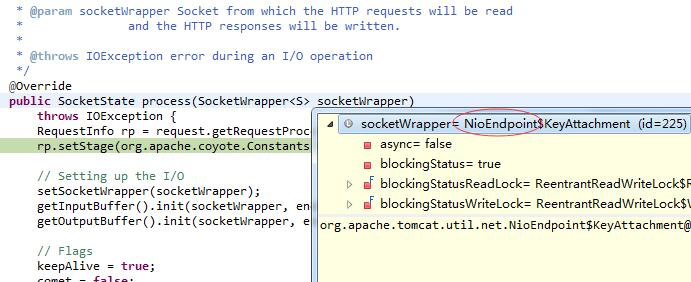 * @param socketWrapper Socket from which the HTTP requests will be read
*               and the HTTP responses will be written.
*
* @throws IOException error during an I/O operation
*/
@Override
public SocketState process(SocketWrapper<S> socketWrapper)
throws IOException {
RequestInfo rp = request.getRequestProc
rp.setStage(org.apache.coyote.Constants
// Setting up the I/O
setSocketWrapper(socketWrapper);
getInputBuffer().init(socketWrapper, en
getOutputBuffer().init(socketWrapper, e
// Flags
keepAlive = true;
comet = false;
socketWrapper= NioEndpoint$KeyAttachment (id=225)
async= false
blockingStatus= true
blockingStatusReadLock= ReentrantReadWriteLock$R
blockingStatusWriteLock= ReentrantReadWriteLock$W
org.apache.tomcat.util.net.NioEndpoint$KeyAttachment@